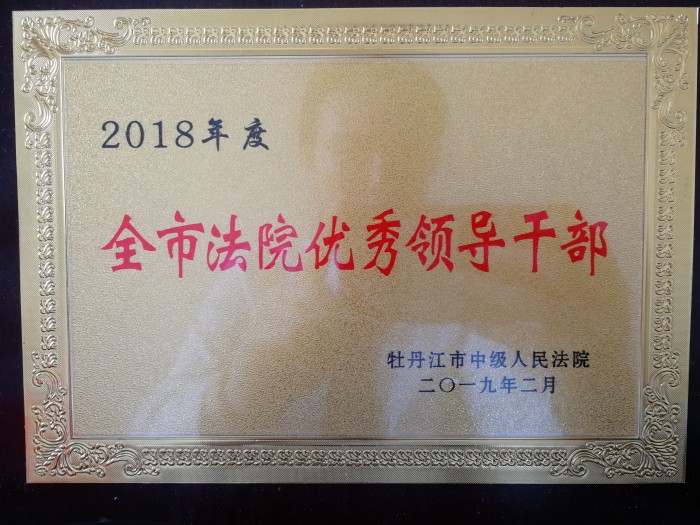 2018年度
全市法院优秀领导干部
牡丹江市中级人民法院
二〇一九年二月